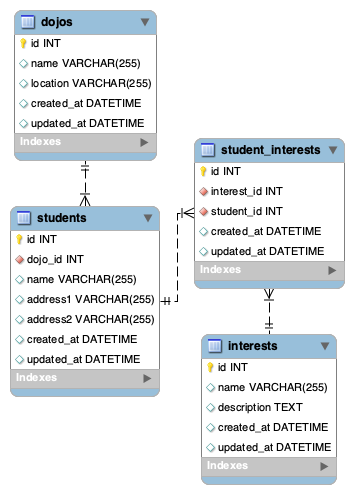 dojos
id INT
name VARCHAR(255)
location VARCHAR(255)
created_at DATETIME
updated_at DATETIME
Indexes
students
id INT
dojo_id INT
name VARCHAR(255)
address1 VARCHAR(255)
address2 VARCHAR(255)
created_at DATETIME
updated_at DATETIME
Indexes
student_interests
id INT
interest_id INT
student_id INT
created_at DATETIME
updated_at DATETIME
Indexes
interests
id INT
name VARCHAR(255)
description TEXT
created_at DATETIME
updated_at DATETIME
Indexes